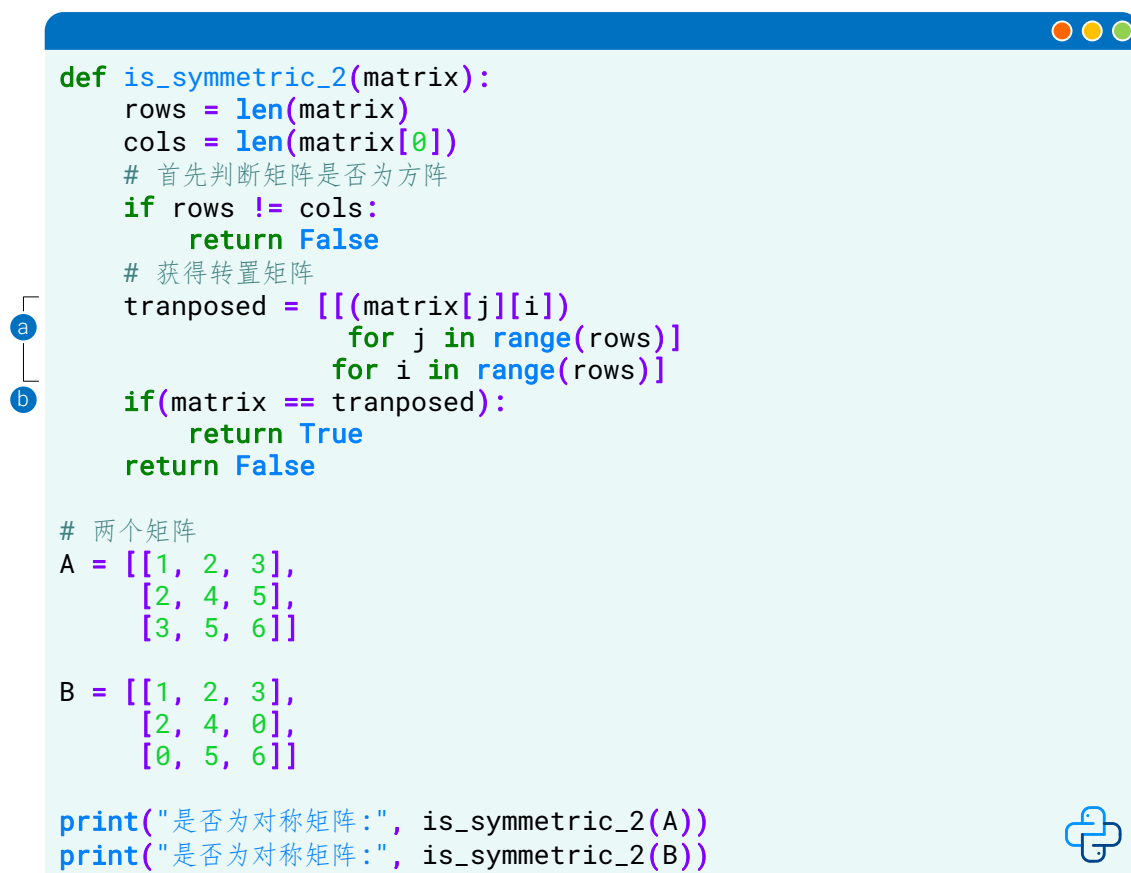 def is_symmetric_2(matrix):
    rows = len(matrix)
    cols = len(matrix[0])
    # 首先判断矩阵是否为方阵
    if rows != cols:
        return False
    # 获得转置矩阵
    tranposed = [[(matrix[j][i])
a
                  for j in range(rows)]
                 for i in range(rows)]
b
    if(matrix == tranposed):
        return True
    return False

# 两个矩阵
A = [[1, 2, 3],
     [2, 4, 5],
     [3, 5, 6]]

B = [[1, 2, 3],
     [2, 4, 0],
     [0, 5, 6]]

print("是否为对称矩阵:", is_symmetric_2(A))
print("是否为对称矩阵:", is_symmetric_2(B))